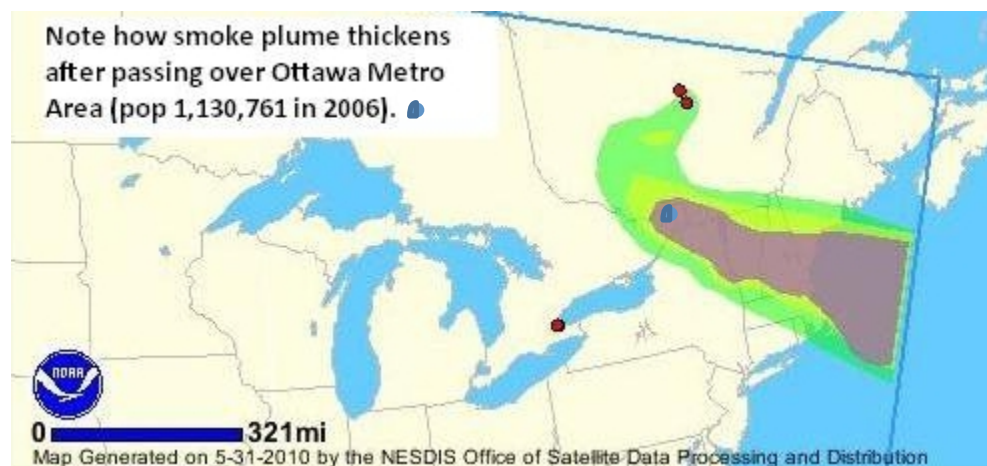 Note how smoke plume thickens
after passing over Ottawa Metro
Area (pop 1,130,761 in 2006).
NOAA
0 321mi
Map Generated on 5-31-2010 by the NESDIS Office of Satellite Data Processing and Distribution